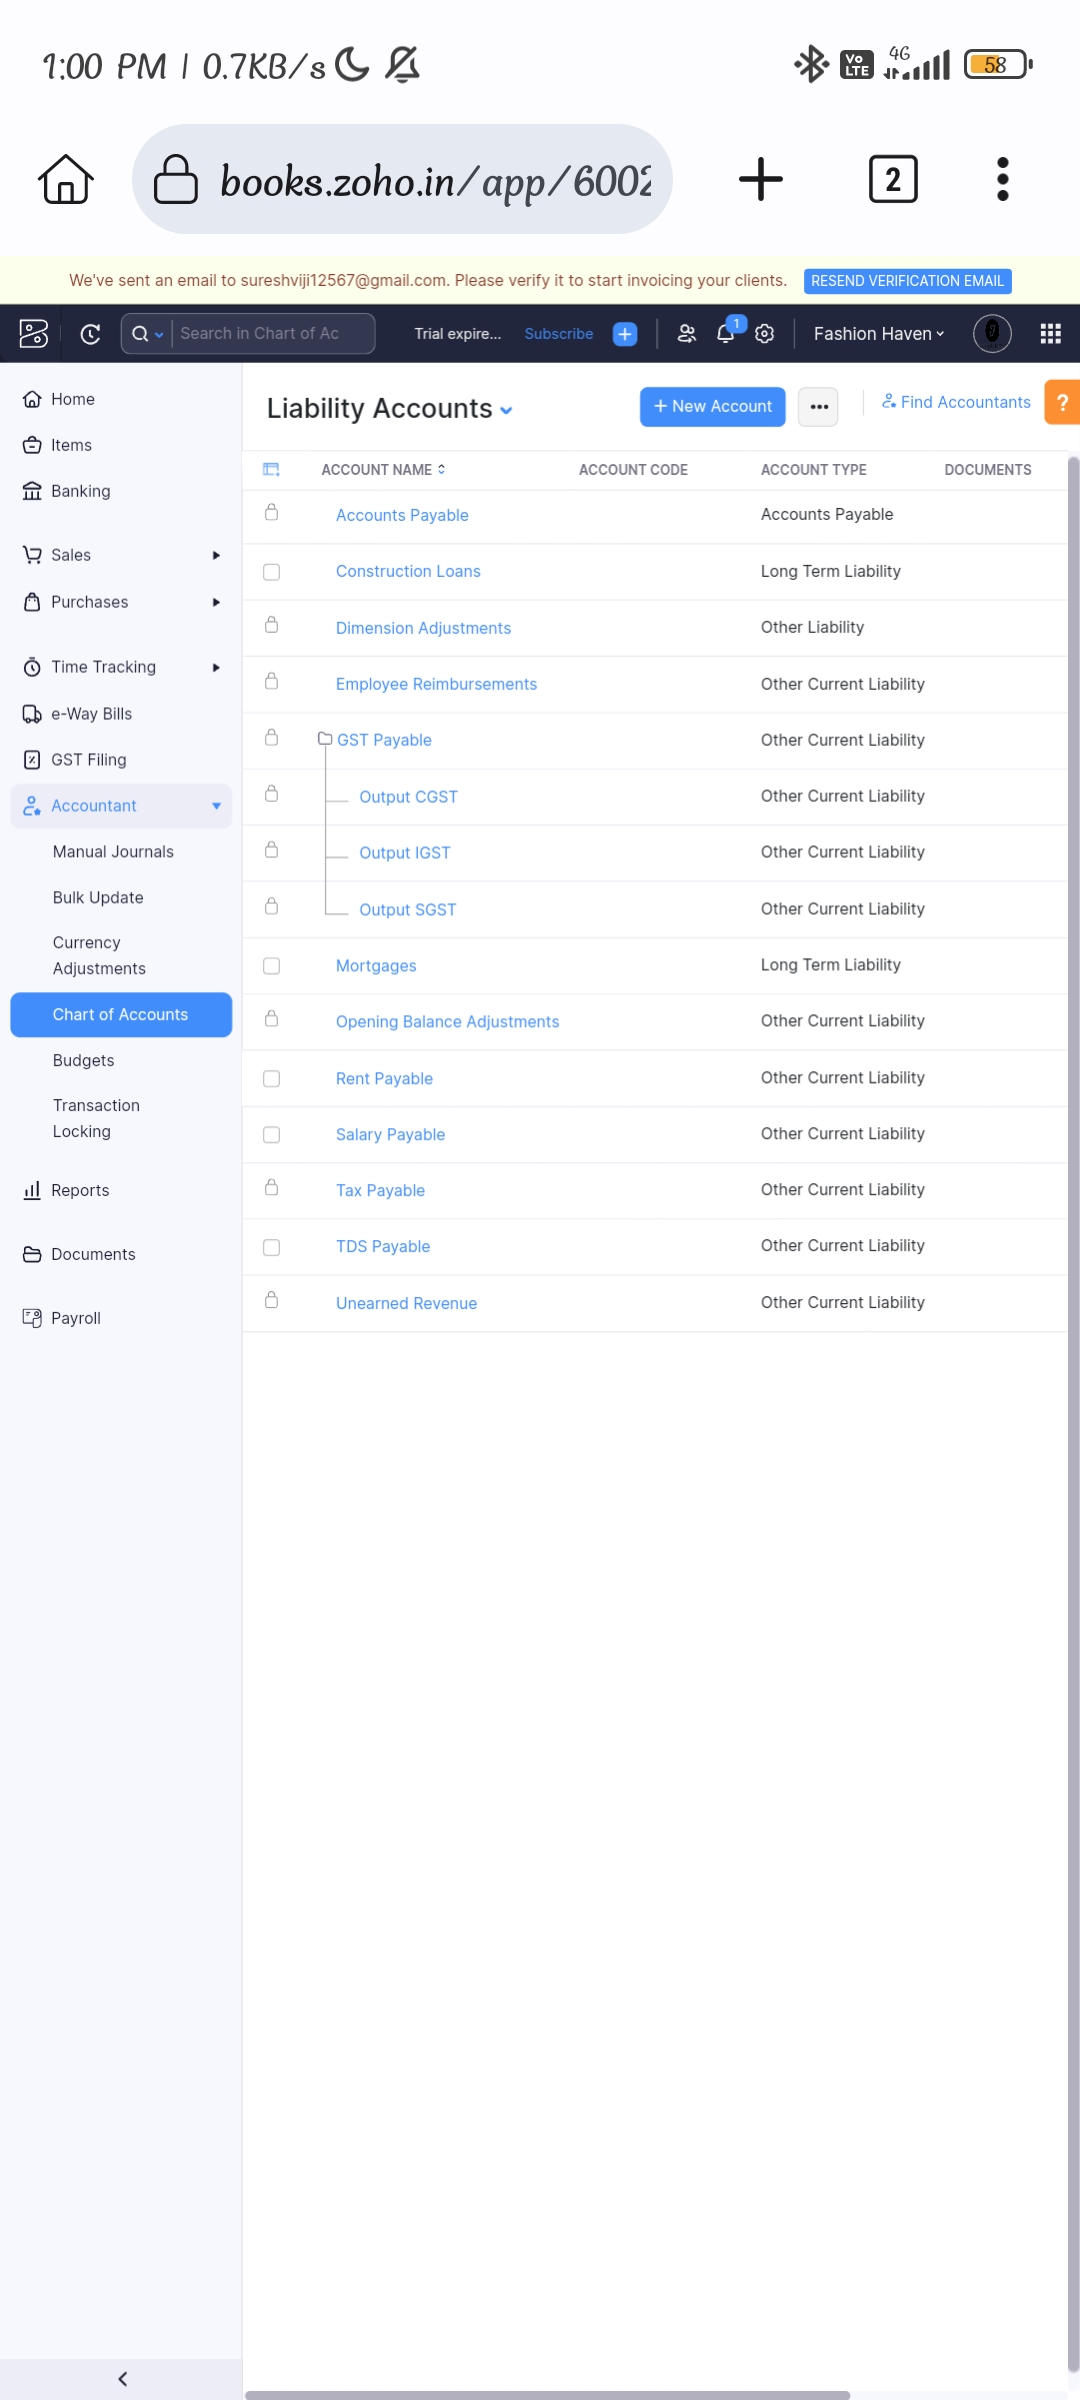 1:00 PM | 0.7KB/s
Vo LTE 4G 58
books.zoho.in/app/6002
2
We've sent an email to sureshviji12567@gmail.com. Please verify it to start invoicing your clients. RESEND VERIFICATION EMAIL
Search in Chart of Ac
Trial expire... Subscribe
1
Fashion Haven
Home
Items
Banking
Sales
Purchases
Time Tracking
e-Way Bills
GST Filing
Accountant
Manual Journals
Bulk Update
Currency
Adjustments
Chart of Accounts
Budgets
Transaction
Locking
Reports
Documents
Payroll
Liability Accounts
+ New Account
Find Accountants
?
ACCOUNT NAME ACCOUNT CODE ACCOUNT TYPE DOCUMENTS
Accounts Payable Accounts Payable
Construction Loans Long Term Liability
Dimension Adjustments Other Liability
Employee Reimbursements Other Current Liability
GST Payable Other Current Liability
Output CGST Other Current Liability
Output IGST Other Current Liability
Output SGST Other Current Liability
Mortgages Long Term Liability
Opening Balance Adjustments Other Current Liability
Rent Payable Other Current Liability
Salary Payable Other Current Liability
Tax Payable Other Current Liability
TDS Payable Other Current Liability
Unearned Revenue Other Current Liability